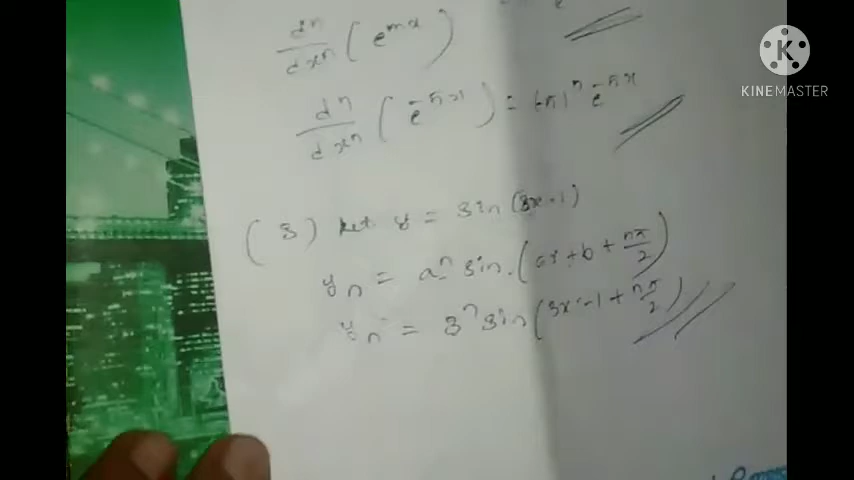 dⁿ/dxⁿ (e^mx)
dⁿ/dxⁿ (e^-nx) = (-n)ⁿ e^-nx
(3) let y = sin(3x-1)
yn = aⁿ sin.(ax+b+nπ/2)
yn = 3ⁿ sin(3x-1+nπ/2)
K
KINEMASTER